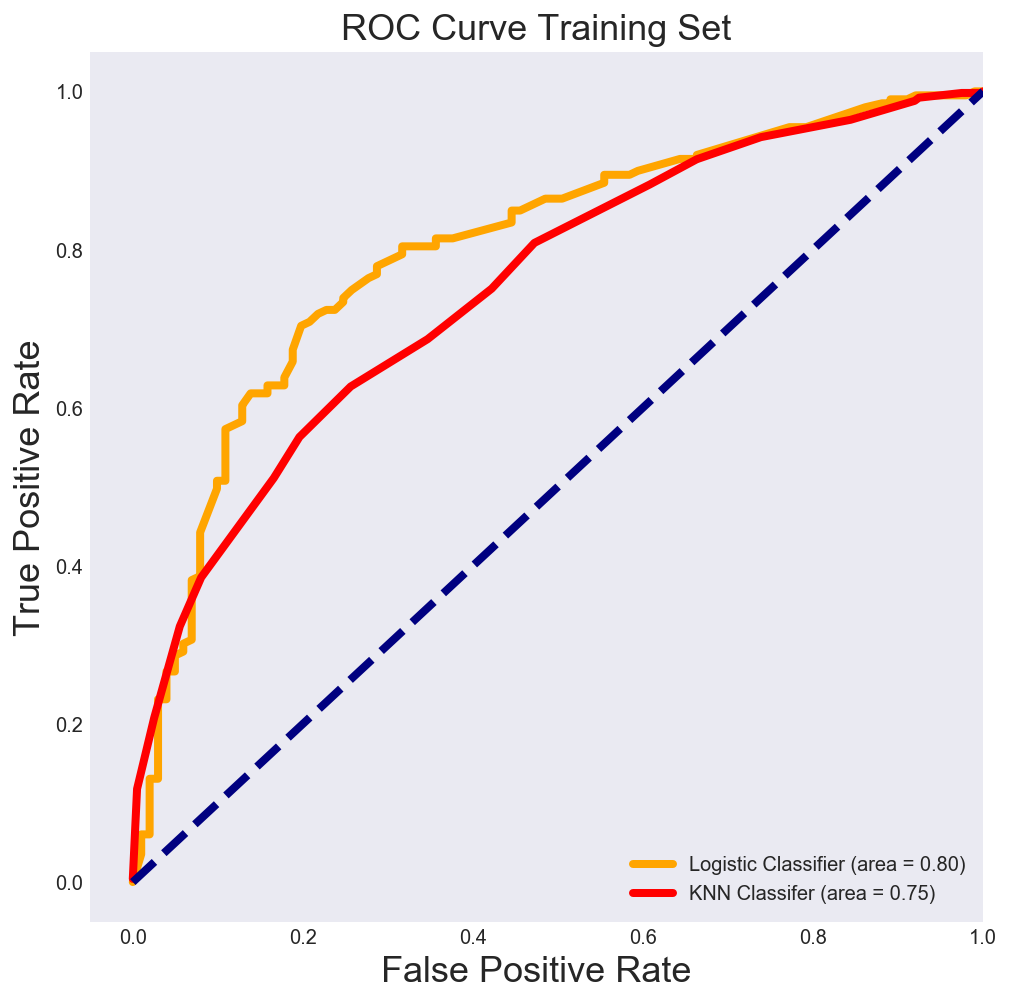 ROC Curve Training Set
True Positive Rate
1.0
0.8
0.6
0.4
0.2
0.0
Logistic Classifier (area = 0.80)
KNN Classifer (area = 0.75)
0.0 0.2 0.4 0.6 0.8 1.0
False Positive Rate